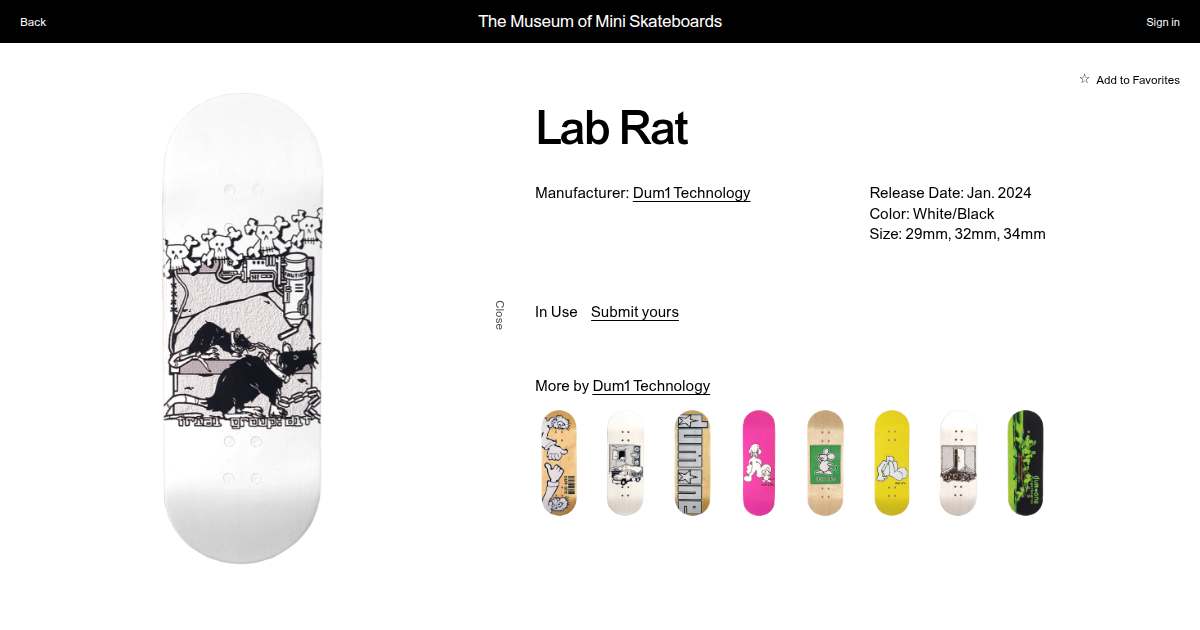 Back
The Museum of Mini Skateboards
Sign in
☆ Add to Favorites
Lab Rat
Manufacturer: Dum1 Technology
Release Date: Jan. 2024
Color: White/Black
Size: 29mm, 32mm, 34mm
Close
In Use Submit yours
More by Dum1 Technology